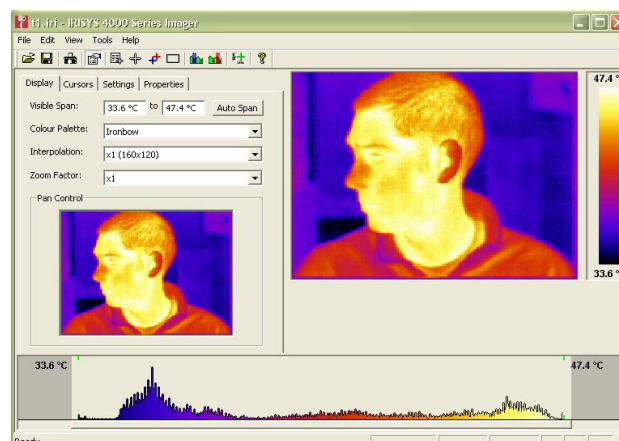 t1.iri - IRISYS 4000 Series Imager
File Edit View Tools Help
Display Cursors Settings Properties
Visible Span: 33.6 °C to 47.4 °C Auto Span
Colour Palette: Ironbow
Interpolation: x1 (160x120)
Zoom Factor: x1
Pan Control
47.4 °C
33.6 °C
33.6 °C 47.4 °C
Ready